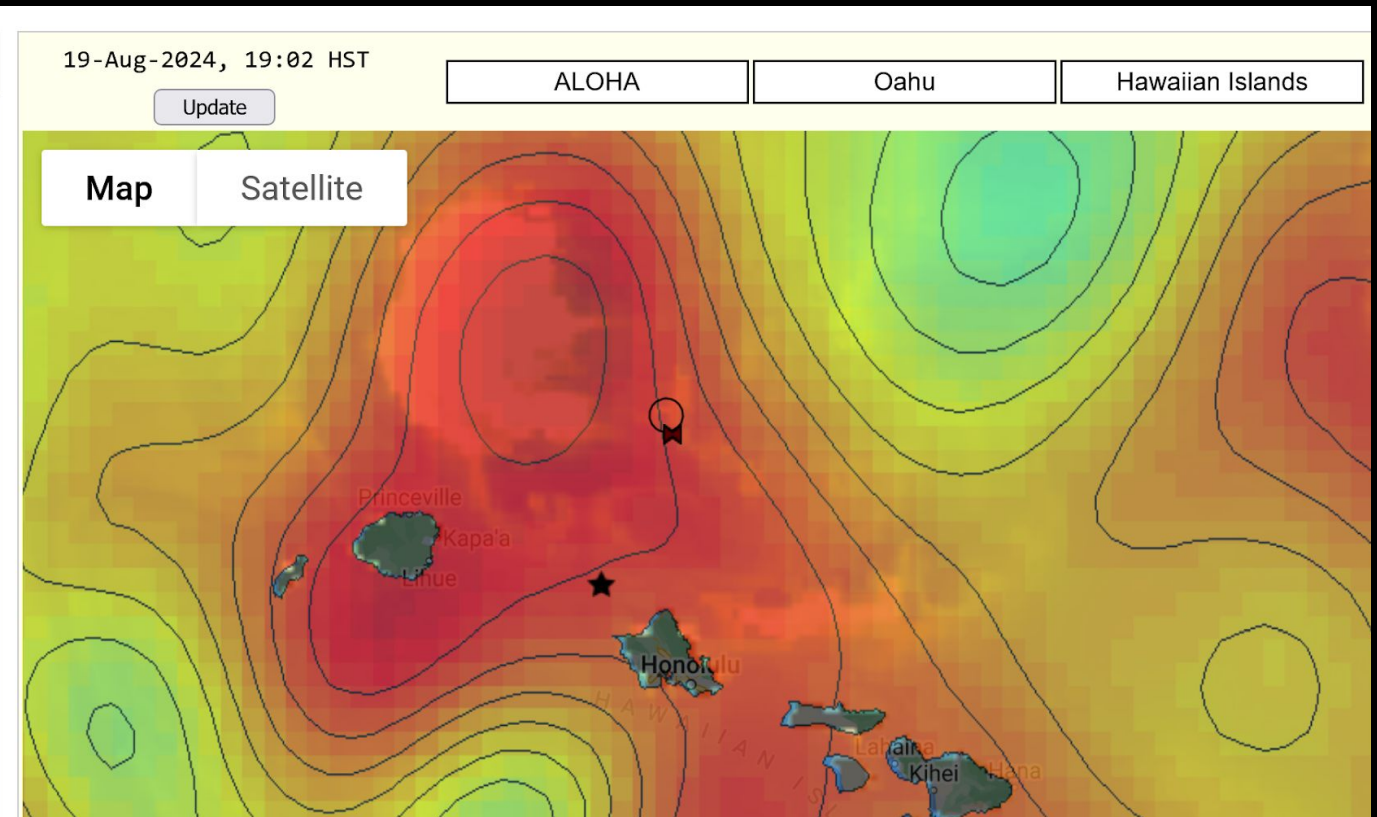 19-Aug-2024, 19:02 HST
Update
ALOHA
Oahu
Hawaiian Islands
Map
Satellite
Princeville
Kapa'a
Lihue
Honolulu
HAWAIIAN
Lahaina
Kihei
Hana